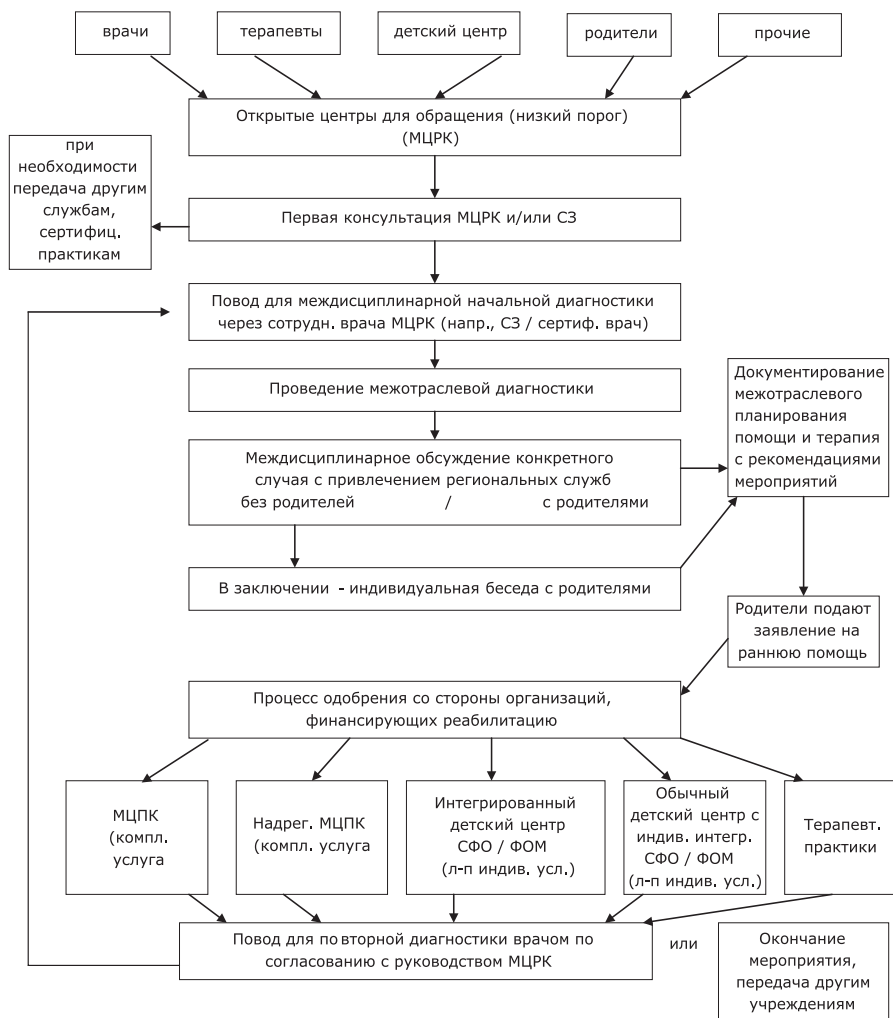 врачи
терапевты
детский центр
родители
прочие
Открытые центры для обращения (низкий порог)
(МЦРК)
при
необходимости
передача другим
службам,
сертифиц.
практикам
Первая консультация МЦРК и/или СЗ
Повод для междисциплинарной начальной диагностики
через сотрудн. врача МЦРК (напр., СЗ / сертиф. врач)
Проведение межотраслевой диагностики
Документирование
межотраслевого
планирования
помощи и терапия
с рекомендациями
мероприятий
Междисциплинарное обсуждение конкретного
случая с привлечением региональных служб
без родителей / с родителями
В заключении - индивидуальная беседа с родителями
Родители подают
заявление на
раннюю помощь
Процесс одобрения со стороны организаций,
финансирующих реабилитацию
МЦПК
(компл.
услуга
Надрег. МЦПК
(компл. услуга
Интегрированный
детский центр
СФО / ФОМ
(л-п индив. усл.)
Обычный
детский центр с
индив. интегр.
СФО / ФОМ
(л-п индив. усл.)
Терапевт.
практики
Повод для повторной диагностики врачом по
согласованию с руководством МЦРК
или
Окончание
мероприятия,
передача другим
учреждениям